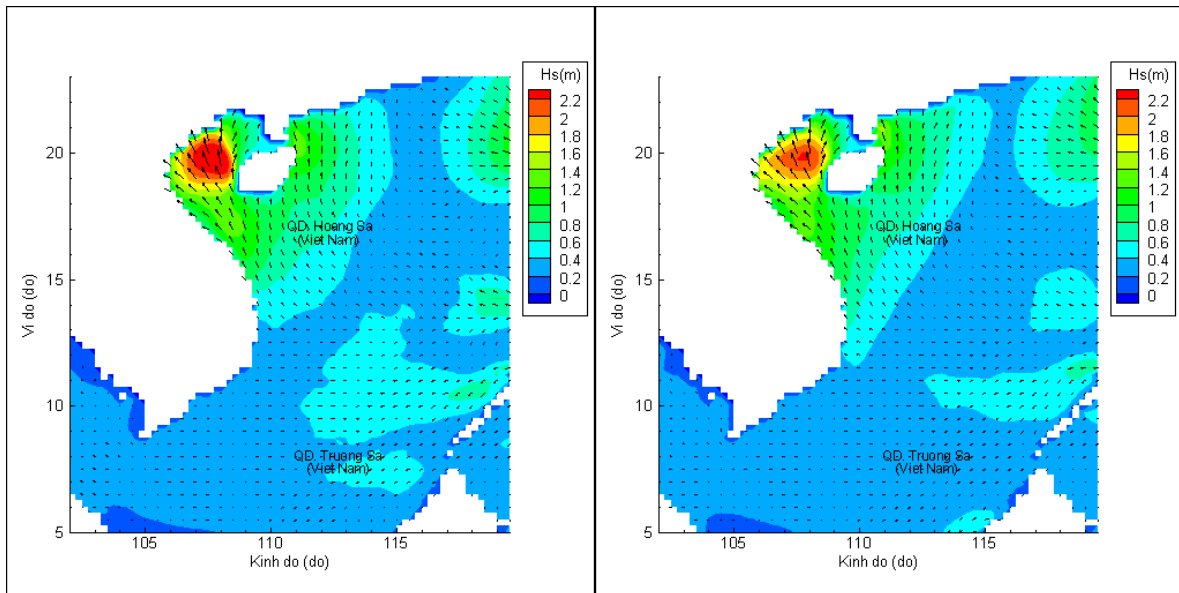 Hs(m)
2.2
2
1.8
1.6
1.4
1.2
1
0.8
0.6
0.4
0.2
0
20
15
10
5
Vi do (do)
QD. Hoang Sa
(Viet Nam)
QD. Truong Sa
(Viet Nam)
105
110
115
Kinh do (do)
Hs(m)
2.2
2
1.8
1.6
1.4
1.2
1
0.8
0.6
0.4
0.2
0
20
15
10
5
Vi do (do)
QD. Hoang Sa
(Viet Nam)
QD. Truong Sa
(Viet Nam)
105
110
115
Kinh do (do)